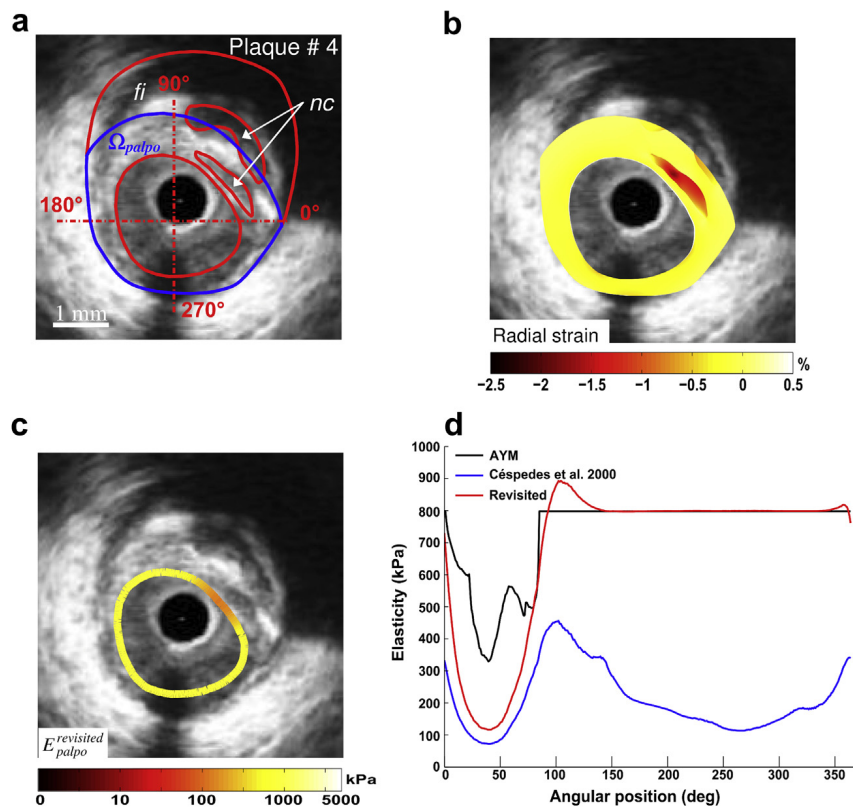 a
Plaque # 4
fi
90°
nc
Ωpalpo
180°
0°
270°
1 mm
b
Radial strain
%
−2.5 −2 −1.5 −1 −0.5 0 0.5
c
E revisited palpo
kPa
0 10 100 1000 5000
d
AYM
Céspedes et al. 2000
Revisited
1000
900
800
700
600
500
400
300
200
100
0
Elasticity (kPa)
0 50 100 150 200 250 300 350
Angular position (deg)